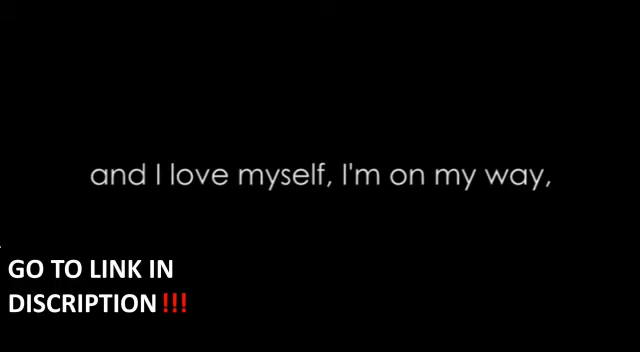 and I love myself, I'm on my way,
GO TO LINK IN
DISCRIPTION !!!